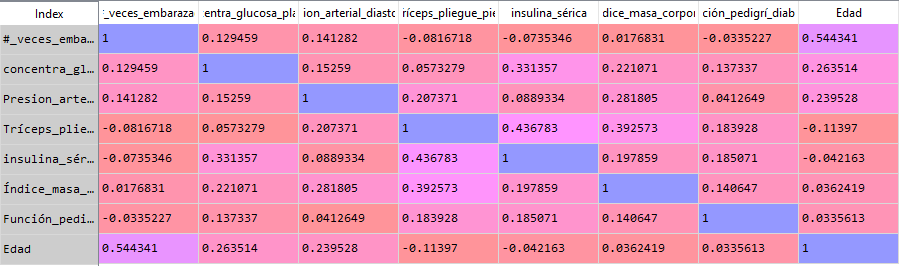 Index :_veces_embaraza entra_glucosa_pla ion_arterial_diasto ríceps_pliegue_pie insulina_sérica dice_masa_corpor ción_pedigrí_diab Edad
#_veces_emba… 1 0.129459 0.141282 -0.0816718 -0.0735346 0.0176831 -0.0335227 0.544341
concentra_gl… 0.129459 1 0.15259 0.0573279 0.331357 0.221071 0.137337 0.263514
Presion_arte… 0.141282 0.15259 1 0.207371 0.0889334 0.281805 0.0412649 0.239528
Tríceps_plie… -0.0816718 0.0573279 0.207371 1 0.436783 0.392573 0.183928 -0.11397
insulina_sér… -0.0735346 0.331357 0.0889334 0.436783 1 0.197859 0.185071 -0.042163
Índice_masa_… 0.0176831 0.221071 0.281805 0.392573 0.197859 1 0.140647 0.0362419
Función_pedi… -0.0335227 0.137337 0.0412649 0.183928 0.185071 0.140647 1 0.0335613
Edad 0.544341 0.263514 0.239528 -0.11397 -0.042163 0.0362419 0.0335613 1